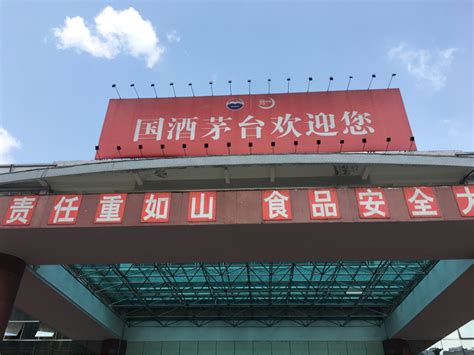 国酒茅台欢迎您
责任重如山 食品安全